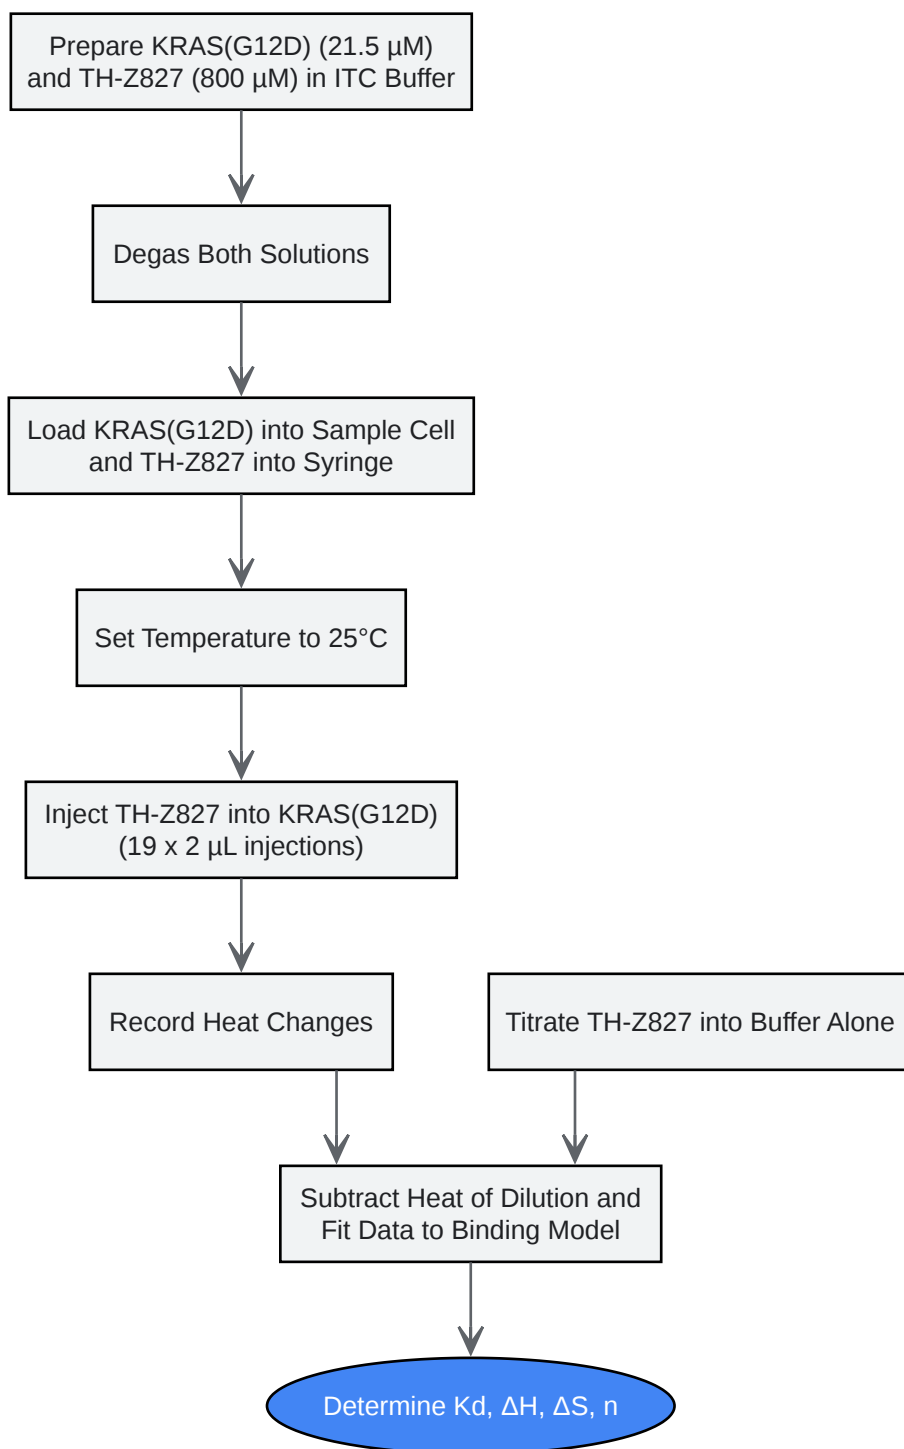 Prepare KRAS(G12D) (21.5 µM)
and TH-Z827 (800 µM) in ITC Buffer
Degas Both Solutions
Load KRAS(G12D) into Sample Cell
and TH-Z827 into Syringe
Set Temperature to 25°C
Inject TH-Z827 into KRAS(G12D)
(19 x 2 µL injections)
Record Heat Changes
Titrate TH-Z827 into Buffer Alone
Subtract Heat of Dilution and
Fit Data to Binding Model
Determine Kd, ΔH, ΔS, n